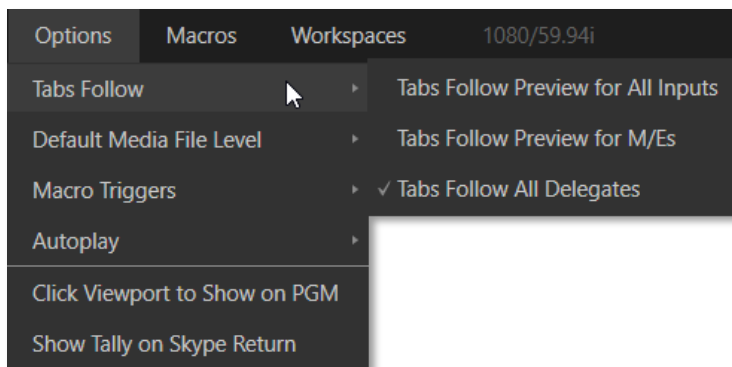 Options Macros Workspaces 1080/59.94i
Tabs Follow
Tabs Follow Preview for All Inputs
Default Media File Level
Tabs Follow Preview for M/Es
Macro Triggers
✓ Tabs Follow All Delegates
Autoplay
Click Viewport to Show on PGM
Show Tally on Skype Return